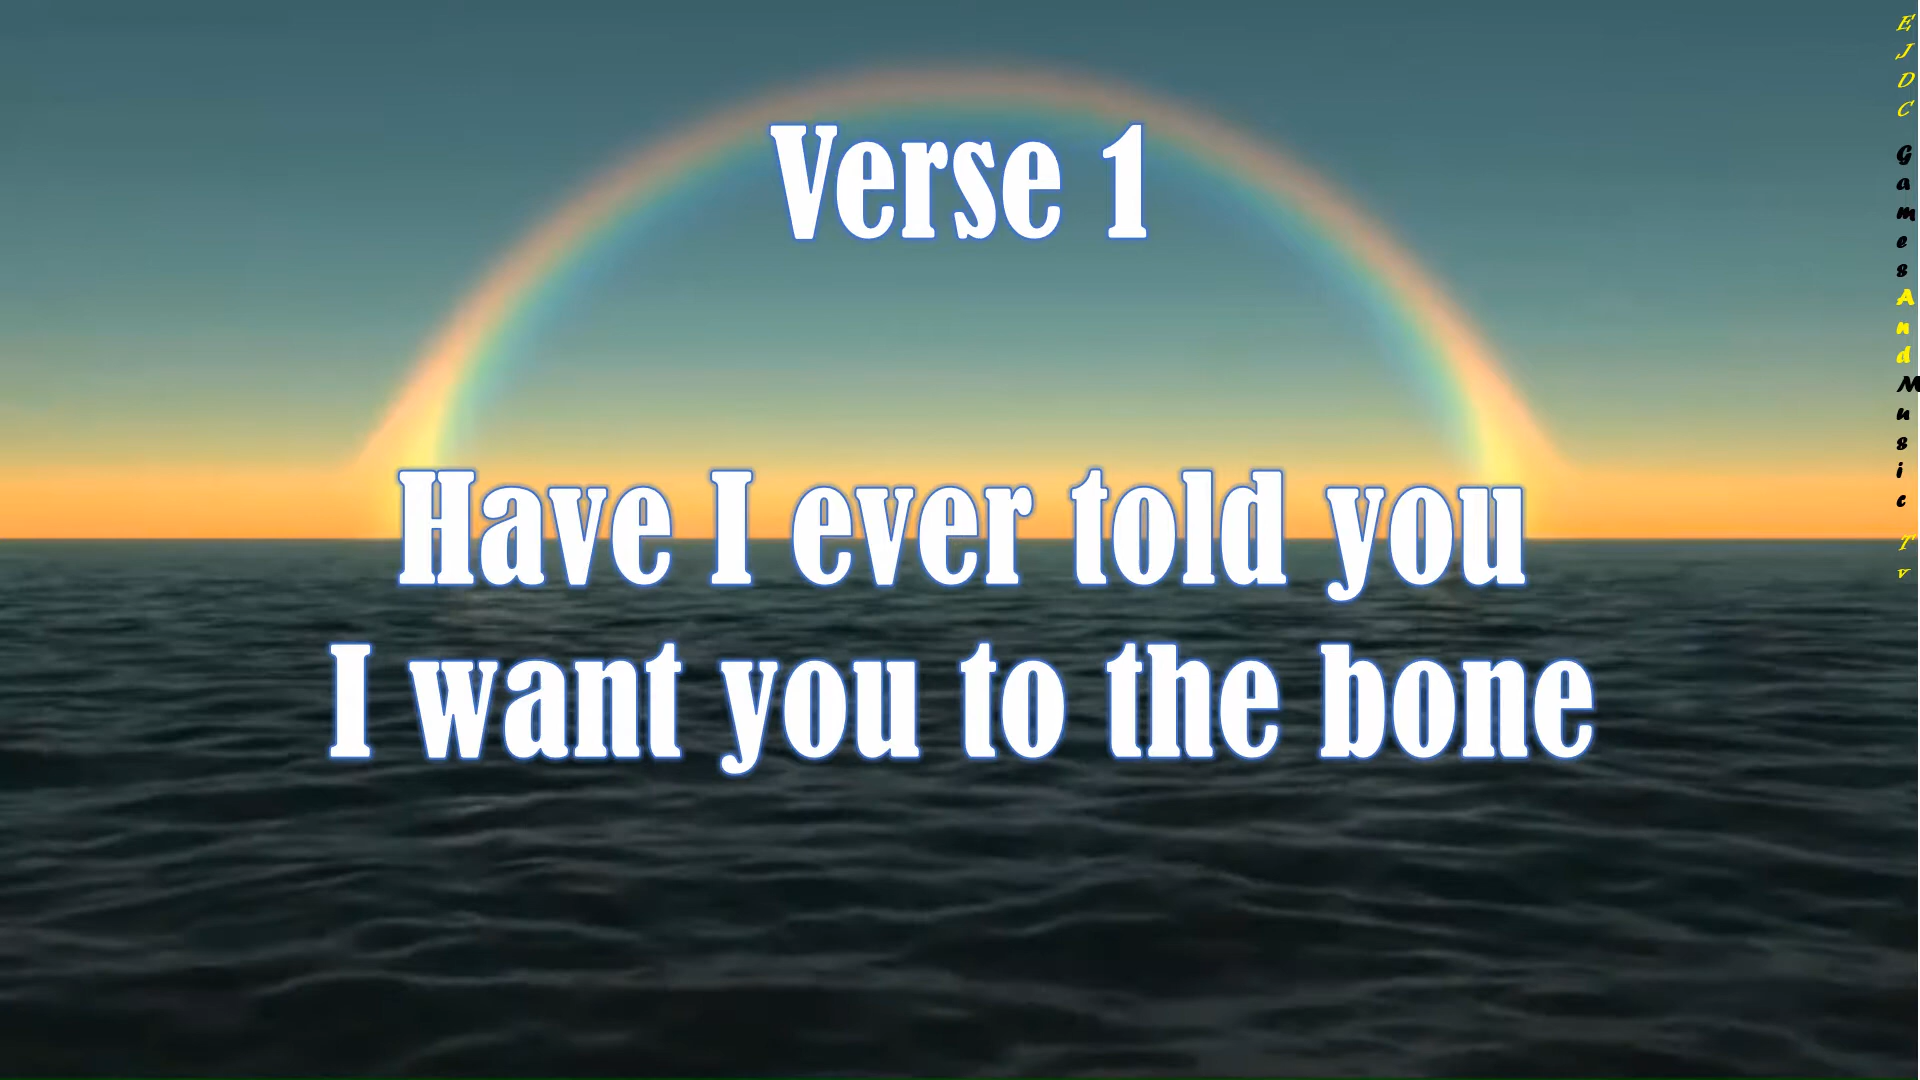 Verse 1
Have I ever told you
I want you to the bone
EJDC GamesAndMusic Tv